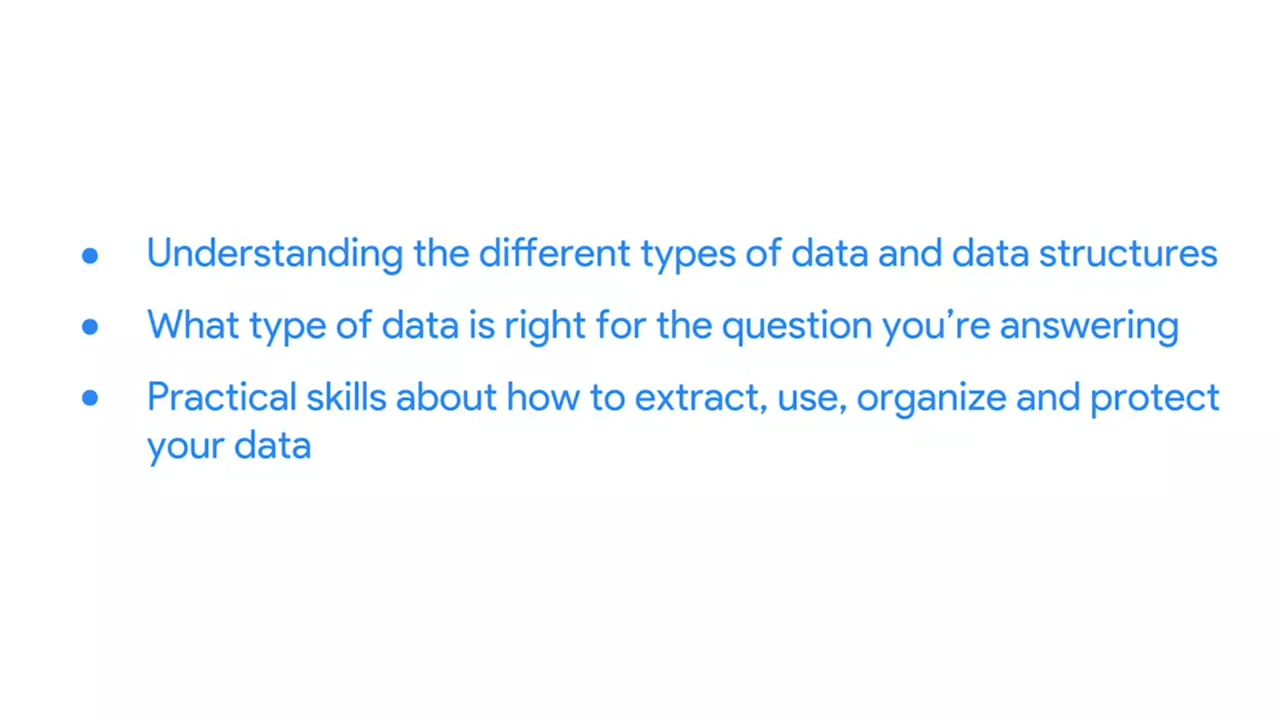 ● Understanding the different types of data and data structures
● What type of data is right for the question you’re answering
● Practical skills about how to extract, use, organize and protect
your data